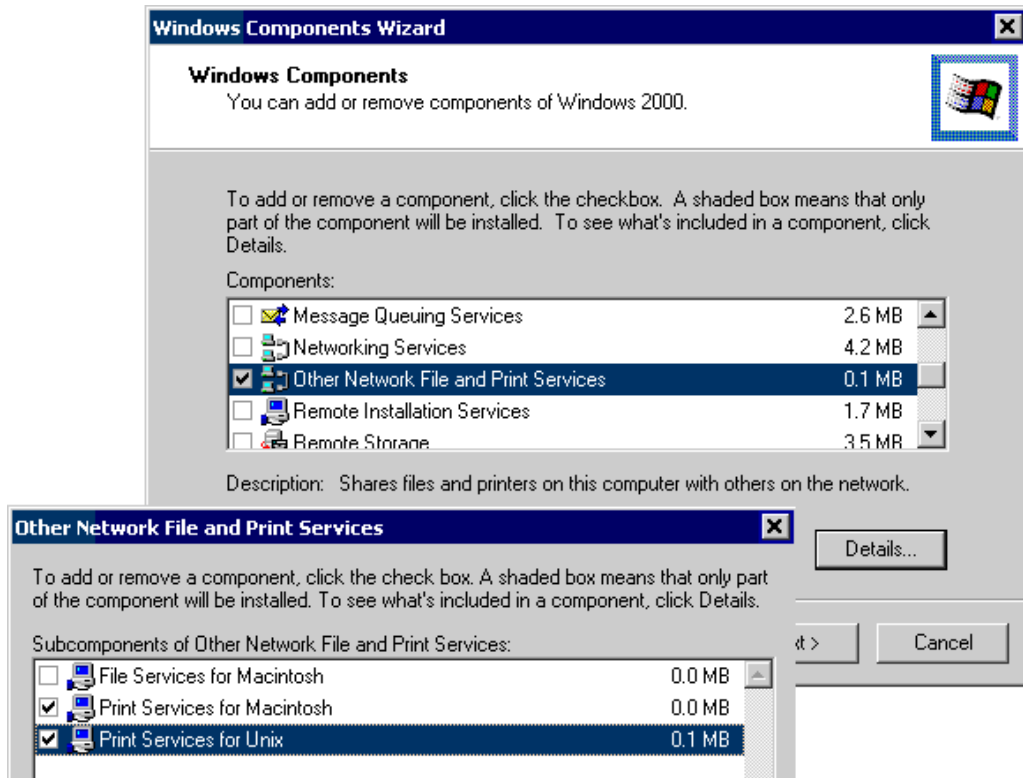 Windows Components Wizard
Windows Components
You can add or remove components of Windows 2000.
To add or remove a component, click the checkbox. A shaded box means that only
part of the component will be installed. To see what's included in a component, click
Details.
Components:
Message Queuing Services 2.6 MB
Networking Services 4.2 MB
Other Network File and Print Services 0.1 MB
Remote Installation Services 1.7 MB
Remote Storage 3.5 MB
Description: Shares files and printers on this computer with others on the network.
Details...
Cancel
Other Network File and Print Services
To add or remove a component, click the check box. A shaded box means that only part
of the component will be installed. To see what's included in a component, click Details.
Subcomponents of Other Network File and Print Services:
File Services for Macintosh 0.0 MB
Print Services for Macintosh 0.0 MB
Print Services for Unix 0.1 MB